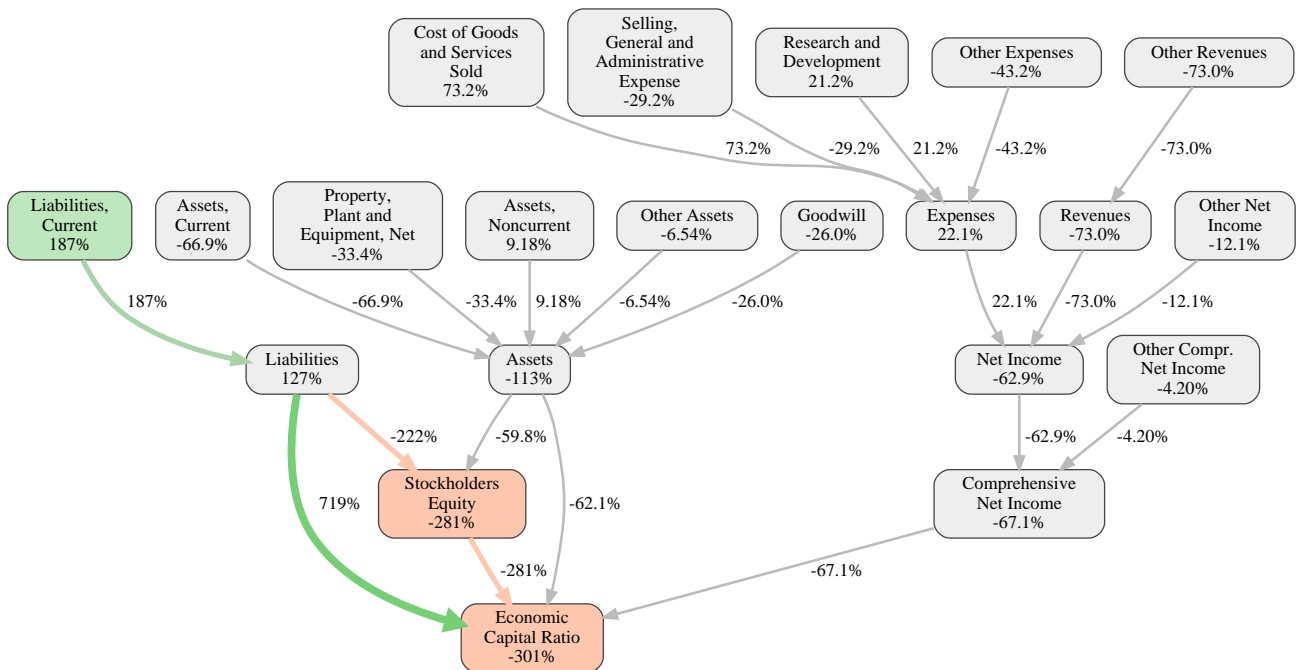 Cost of Goods
and Services
Sold
73.2%
Selling,
General and
Administrative
Expense
-29.2%
Research and
Development
21.2%
Other Expenses
-43.2%
Other Revenues
-73.0%
73.2%
-29.2%
21.2%
-43.2%
-73.0%
Liabilities,
Current
187%
Assets,
Current
-66.9%
Property,
Plant and
Equipment, Net
-33.4%
Assets,
Noncurrent
9.18%
Other Assets
-6.54%
Goodwill
-26.0%
Expenses
22.1%
Revenues
-73.0%
Other Net
Income
-12.1%
187%
-66.9%
-33.4%
9.18%
-6.54%
-26.0%
22.1%
-73.0%
-12.1%
Liabilities
127%
Assets
-113%
Net Income
-62.9%
Other Compr.
Net Income
-4.20%
-222%
-59.8%
-62.9%
-4.20%
Stockholders
Equity
-281%
Comprehensive
Net Income
-67.1%
719%
-62.1%
-281%
-67.1%
Economic
Capital Ratio
-301%